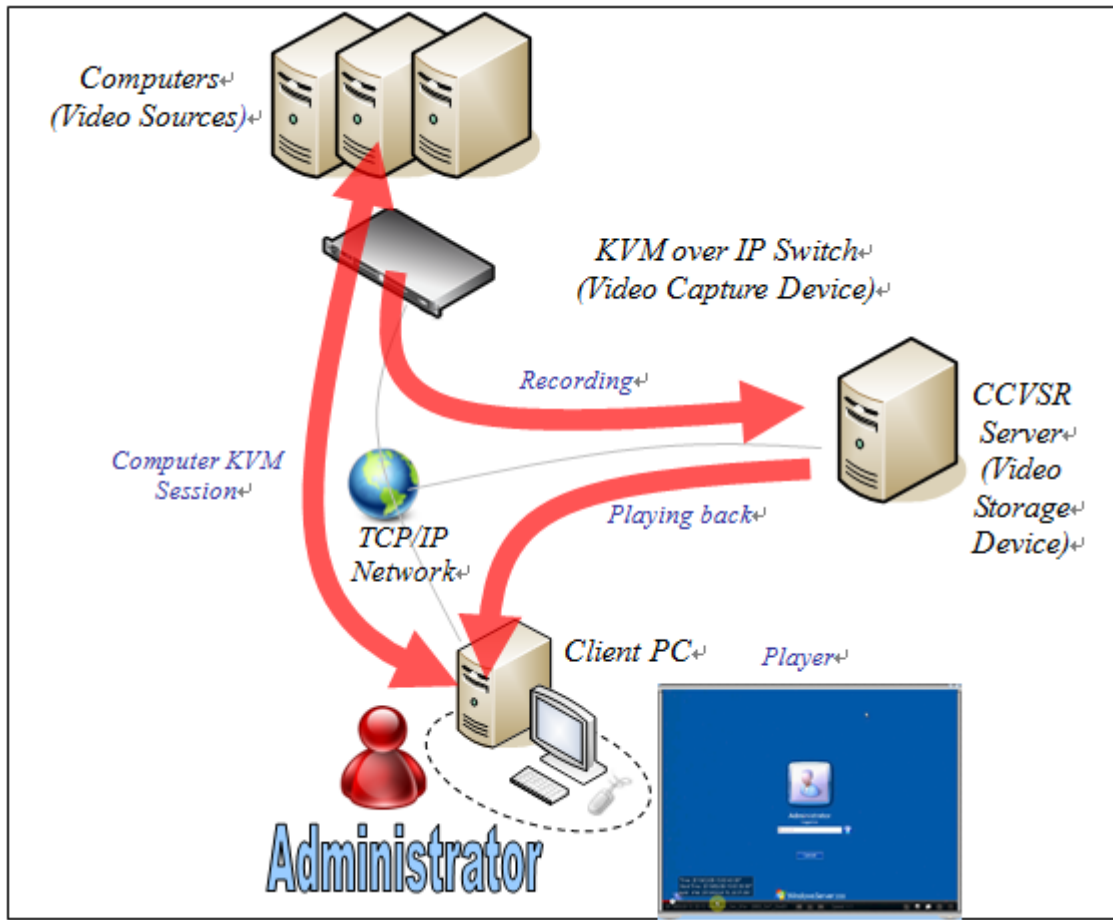 Computers↵
(Video Sources)↵
KVM over IP Switch↵
(Video Capture Device)↵
Recording↵
CCVSR
Server↵
(Video
Storage↵
Device)↵
Computer KVM
Session↵
Playing back↵
TCP/IP
Network↵
Client PC↵
Player↵
Administrator
Administrator